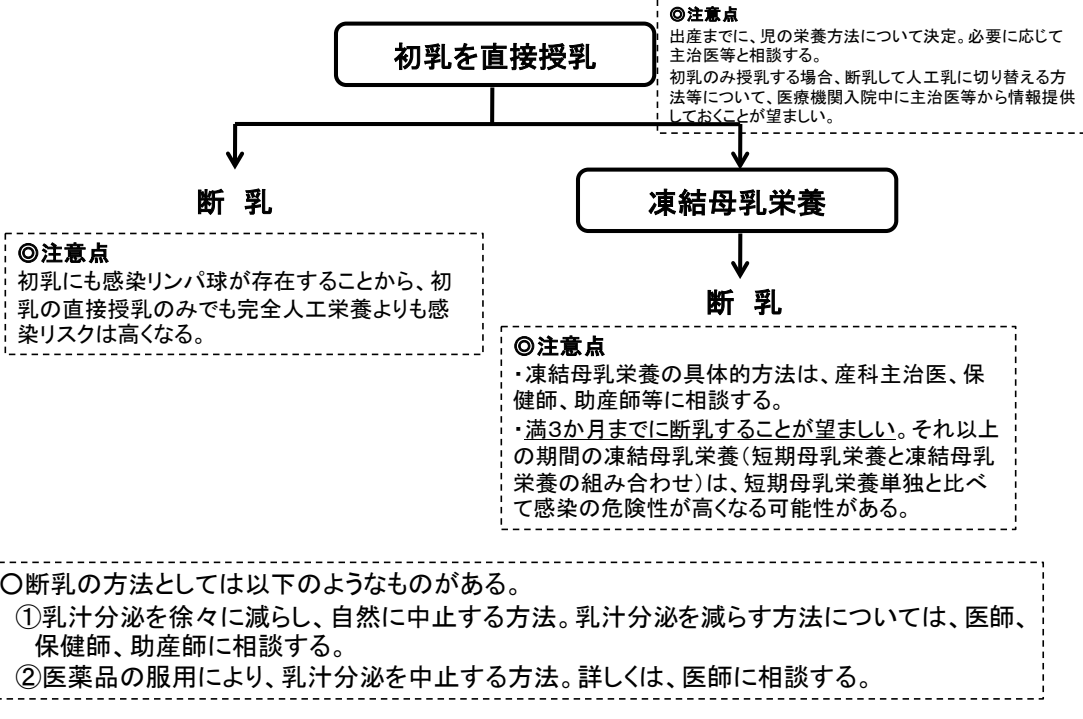 初乳を直接授乳
◎注意点
出産までに、児の栄養方法について決定。必要に応じて
主治医等と相談する。
初乳のみ授乳する場合、断乳して人工乳に切り替える方
法等について、医療機関入院中に主治医等から情報提供
しておくことが望ましい。
断 乳
凍結母乳栄養
◎注意点
初乳にも感染リンパ球が存在することから、初
乳の直接授乳のみでも完全人工栄養よりも感
染リスクは高くなる。
断 乳
◎注意点
・凍結母乳栄養の具体的方法は、産科主治医、保
健師、助産師等に相談する。
・満3か月までに断乳することが望ましい。それ以上
の期間の凍結母乳栄養(短期母乳栄養と凍結母乳
栄養の組み合わせ)は、短期母乳栄養単独と比べ
て感染の危険性が高くなる可能性がある。
〇断乳の方法としては以下のようなものがある。
①乳汁分泌を徐々に減らし、自然に中止する方法。乳汁分泌を減らす方法については、医師、
保健師、助産師に相談する。
②医薬品の服用により、乳汁分泌を中止する方法。詳しくは、医師に相談する。